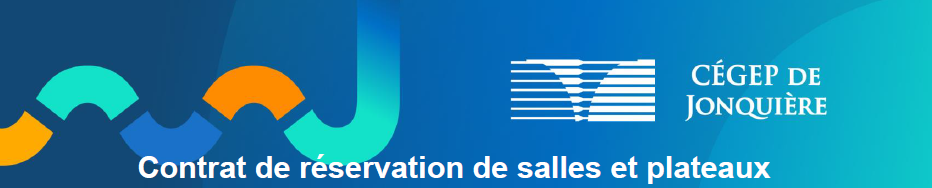 CÉGEP DE
JONQUIÈRE
Contrat de réservation de salles et plateaux